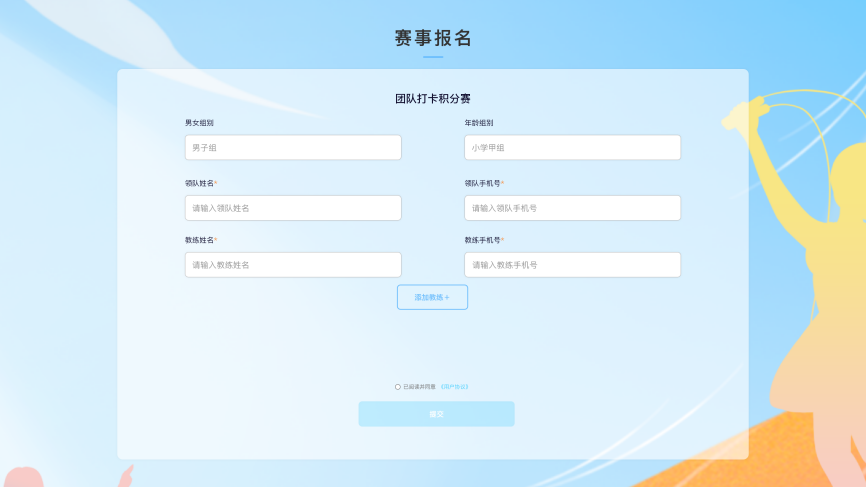 赛事报名
团队打卡积分赛
男女组别
年龄组别
男子组
小学甲组
领队姓名*
领队手机号*
请输入领队姓名
请输入领队手机号
教练姓名*
教练手机号*
请输入教练姓名
请输入教练手机号
添加教练+
已阅读并同意 《用户协议》
提交